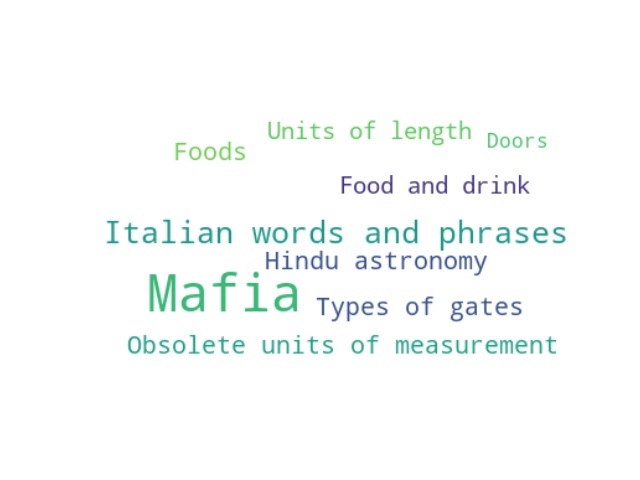 Units of length
Doors
Foods
Food and drink
Italian words and phrases
Hindu astronomy
Mafia
Types of gates
Obsolete units of measurement